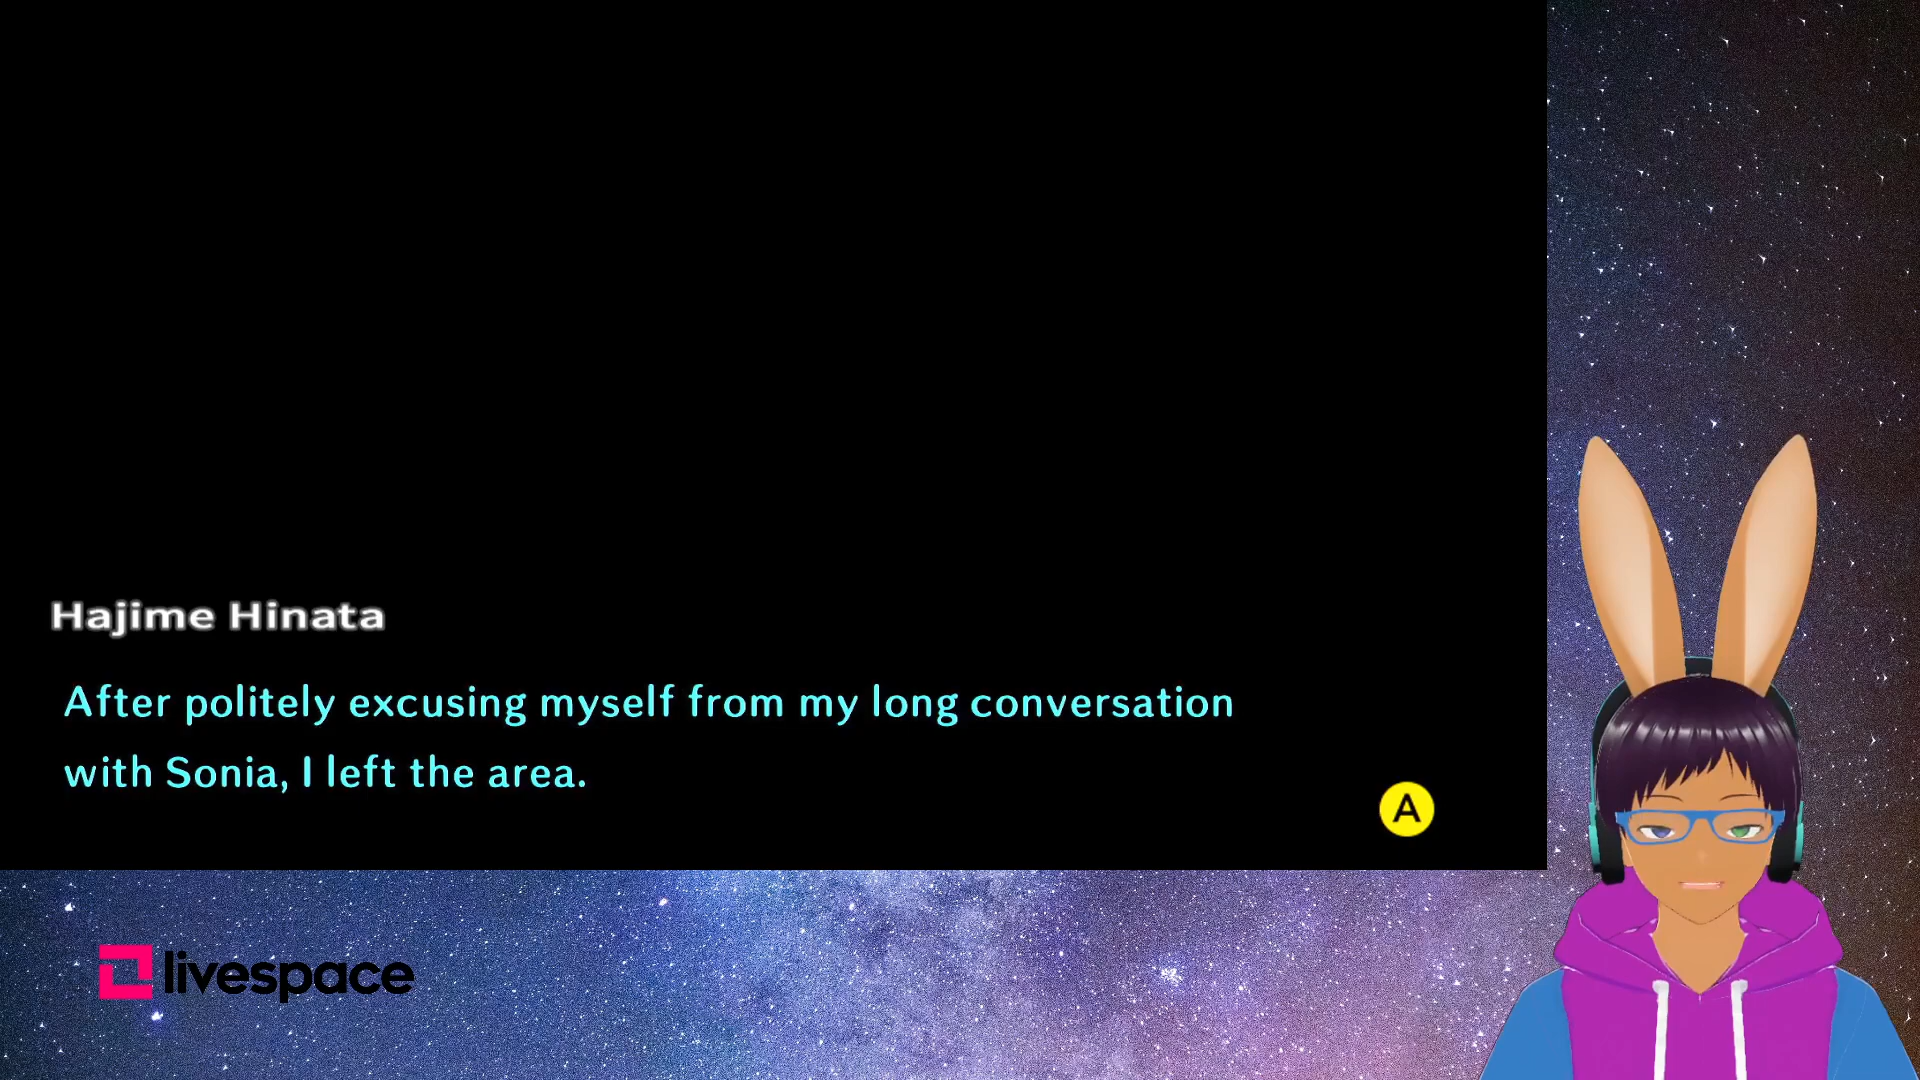 Hajime Hinata
After politely excusing myself from my long conversation
with Sonia, I left the area.
A
livespace